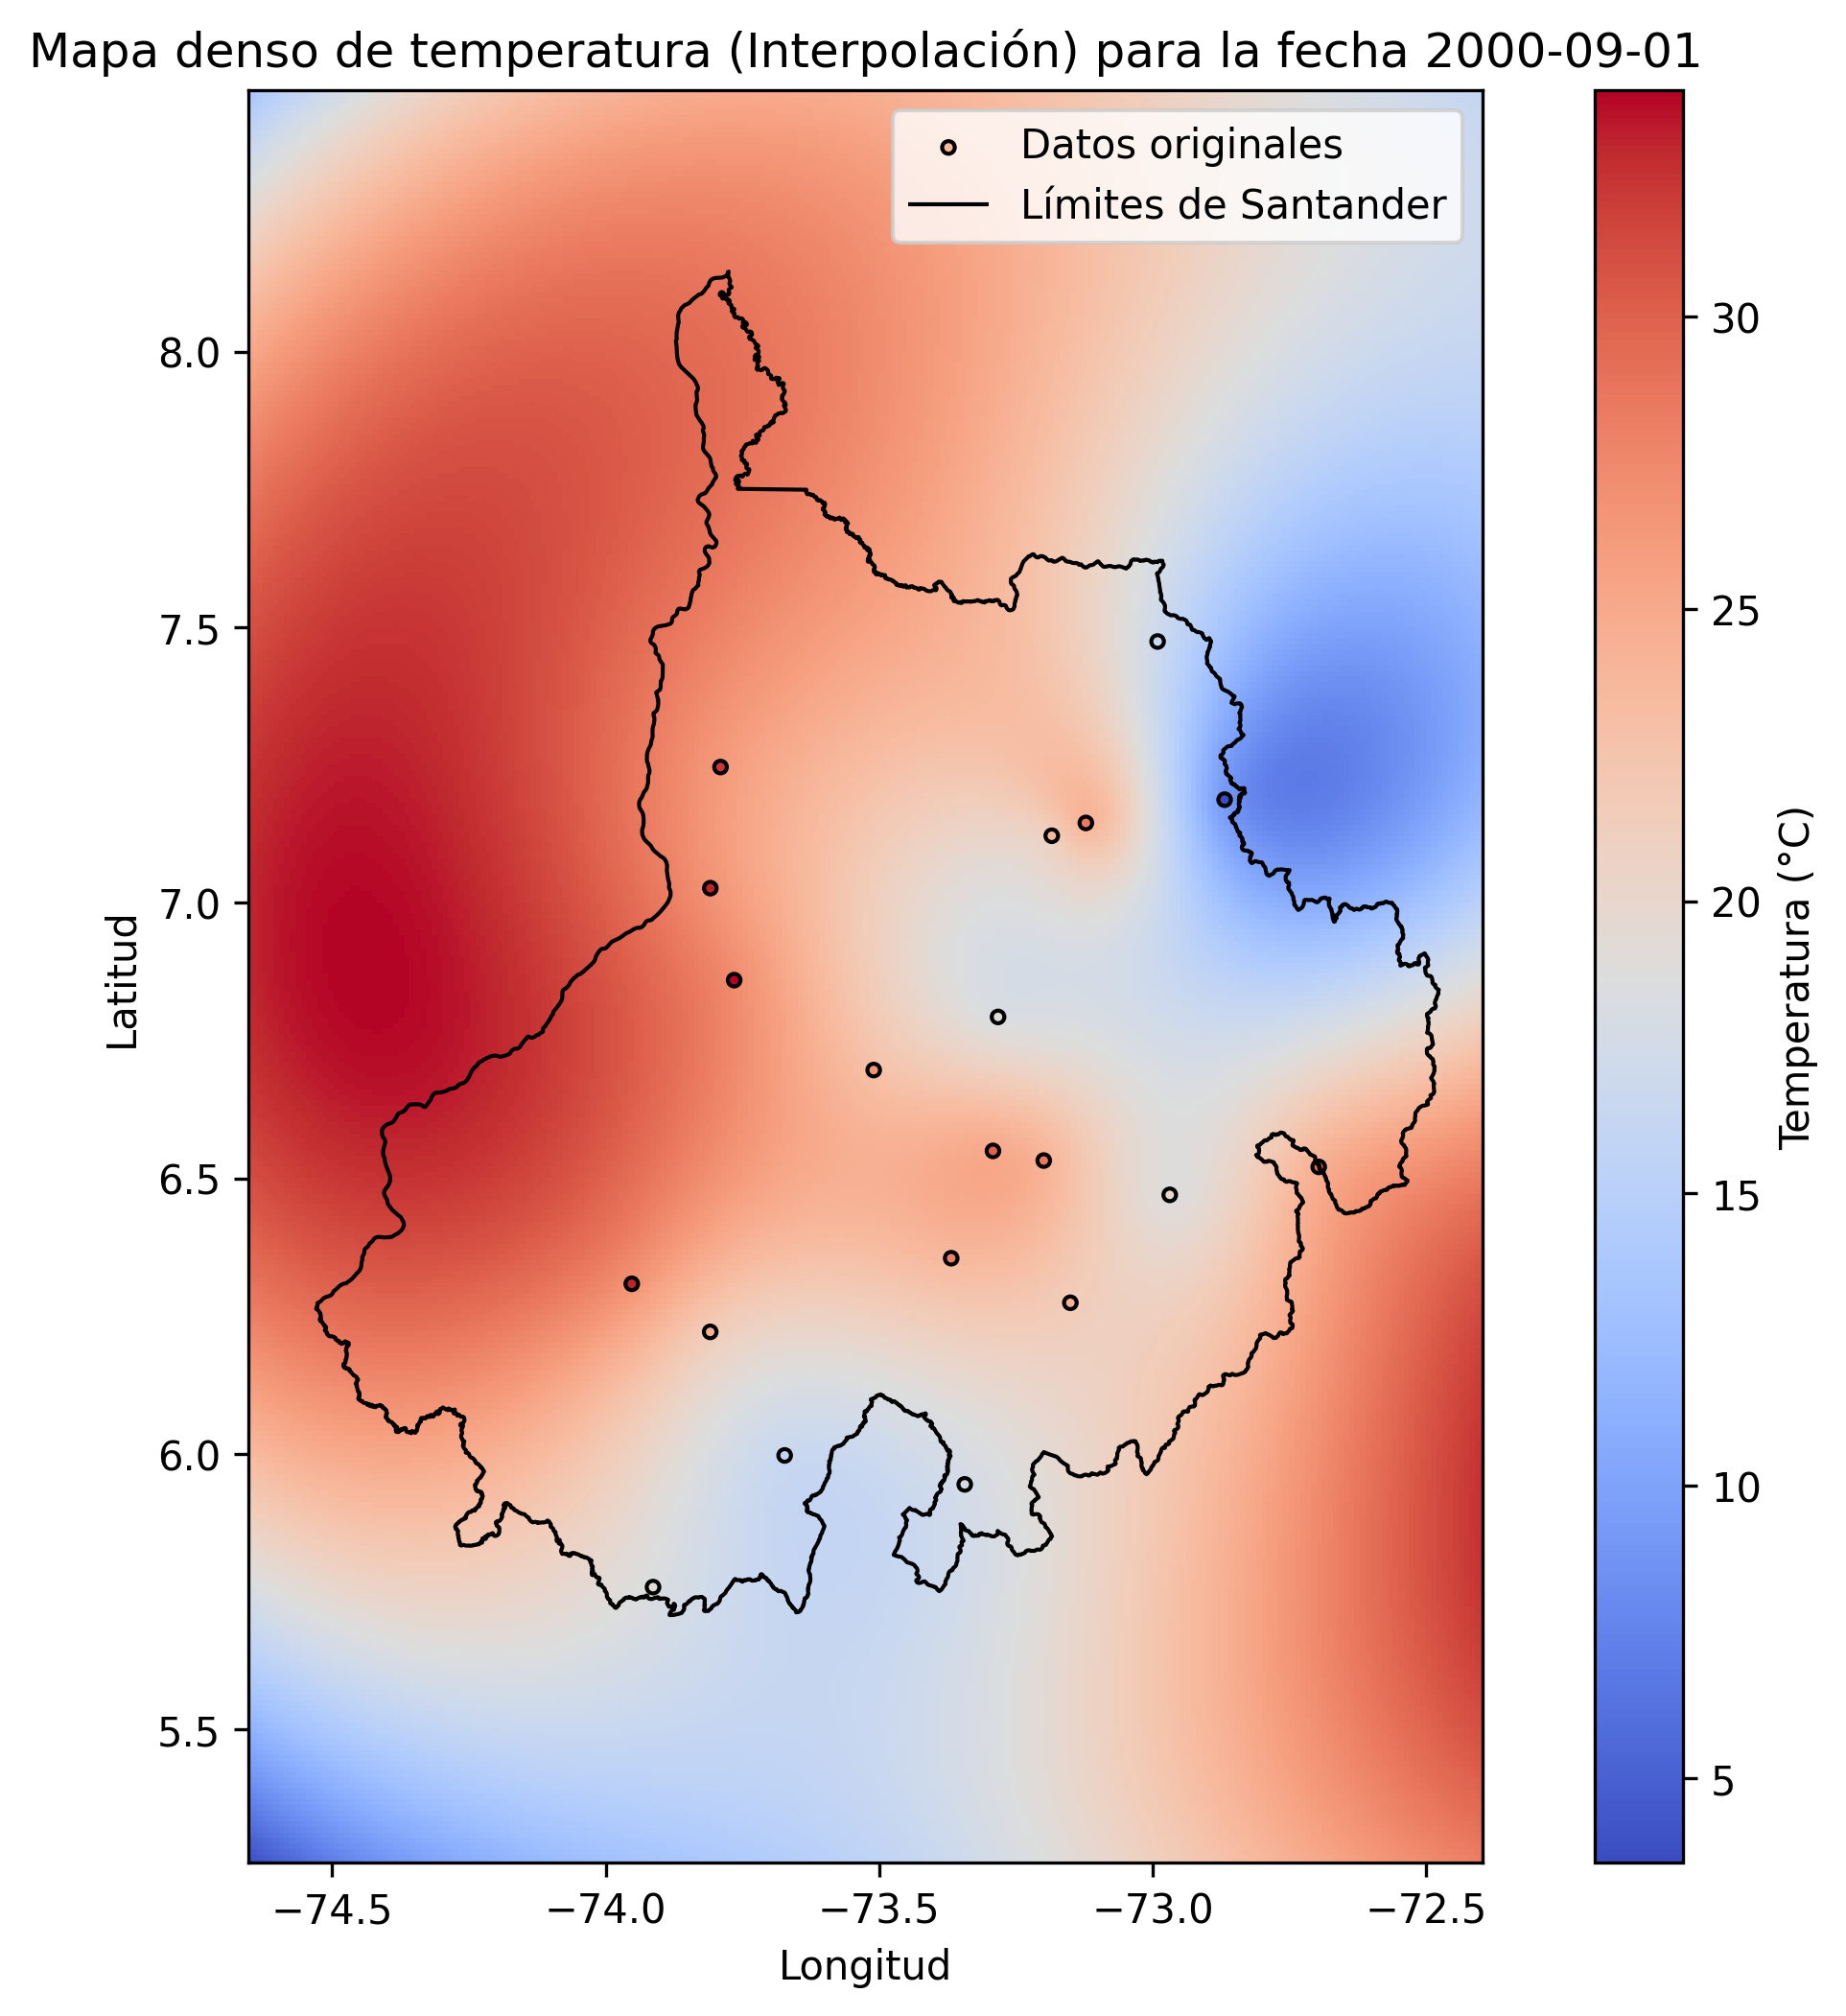 Mapa denso de temperatura (Interpolación) para la fecha 2000-09-01
Datos originales
Límites de Santander
8.0
7.5
7.0
6.5
6.0
5.5
Latitud
−74.5
−74.0
−73.5
−73.0
−72.5
Longitud
30
25
20
15
10
5
Temperatura (°C)